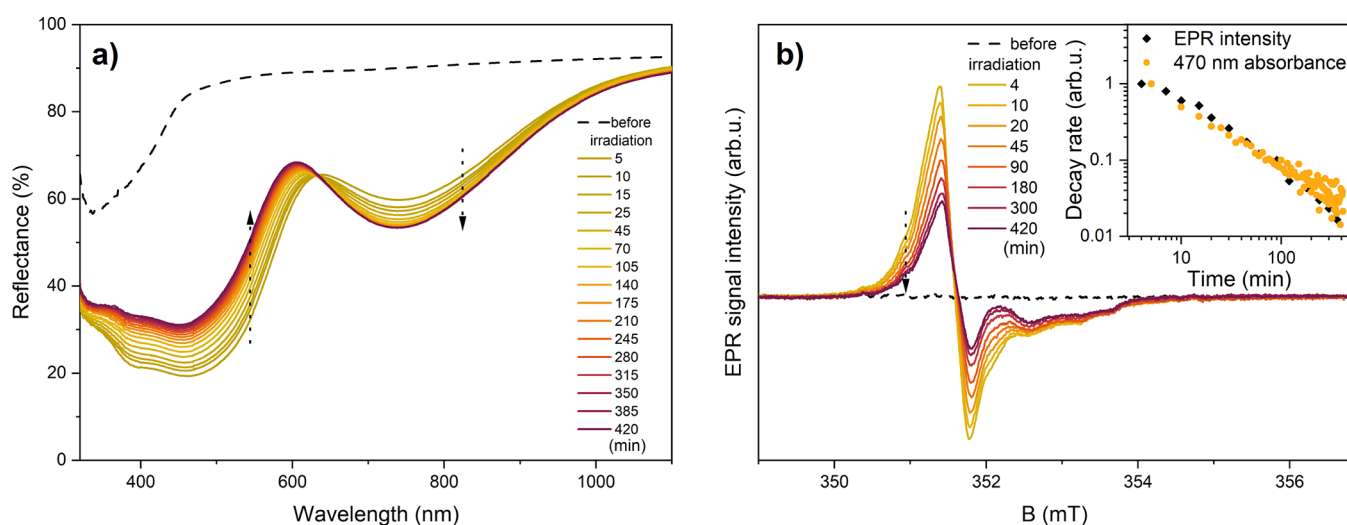 a)
Reflectance (%)
100
80
60
40
20
0
400
600
800
1000
Wavelength (nm)
before
irradiation
5
10
15
25
45
70
105
140
175
210
245
280
315
350
385
420
(min)
b)
EPR signal intensity (arb.u.)
350
352
354
356
B (mT)
before
irradiation
4
10
20
45
90
180
300
420
(min)
EPR intensity
470 nm absorbance
Decay rate (arb.u.)
1
0.1
0.01
10
100
Time (min)